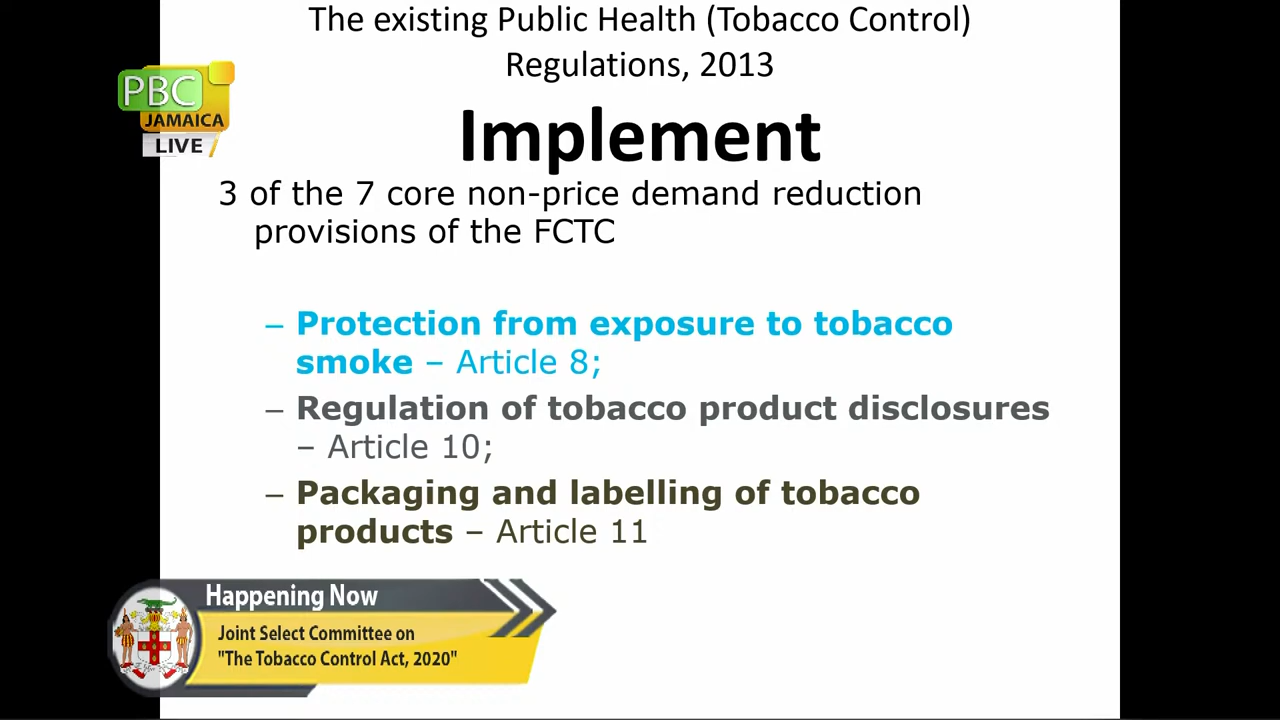 The existing Public Health (Tobacco Control)
Regulations, 2013
PBC
JAMAICA
LIVE
Implement
3 of the 7 core non-price demand reduction
provisions of the FCTC
– Protection from exposure to tobacco
smoke – Article 8;
– Regulation of tobacco product disclosures
– Article 10;
– Packaging and labelling of tobacco
products – Article 11
Happening Now
Joint Select Committee on
"The Tobacco Control Act, 2020"